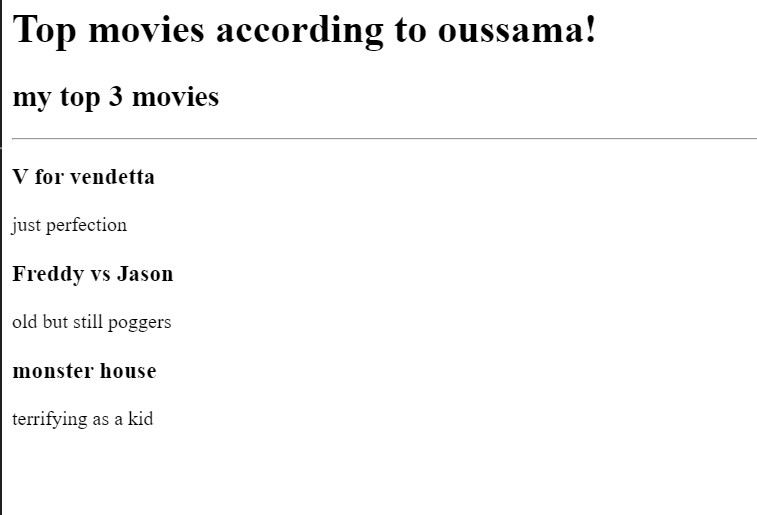 Top movies according to oussama!
my top 3 movies
V for vendetta
just perfection
Freddy vs Jason
old but still poggers
monster house
terrifying as a kid